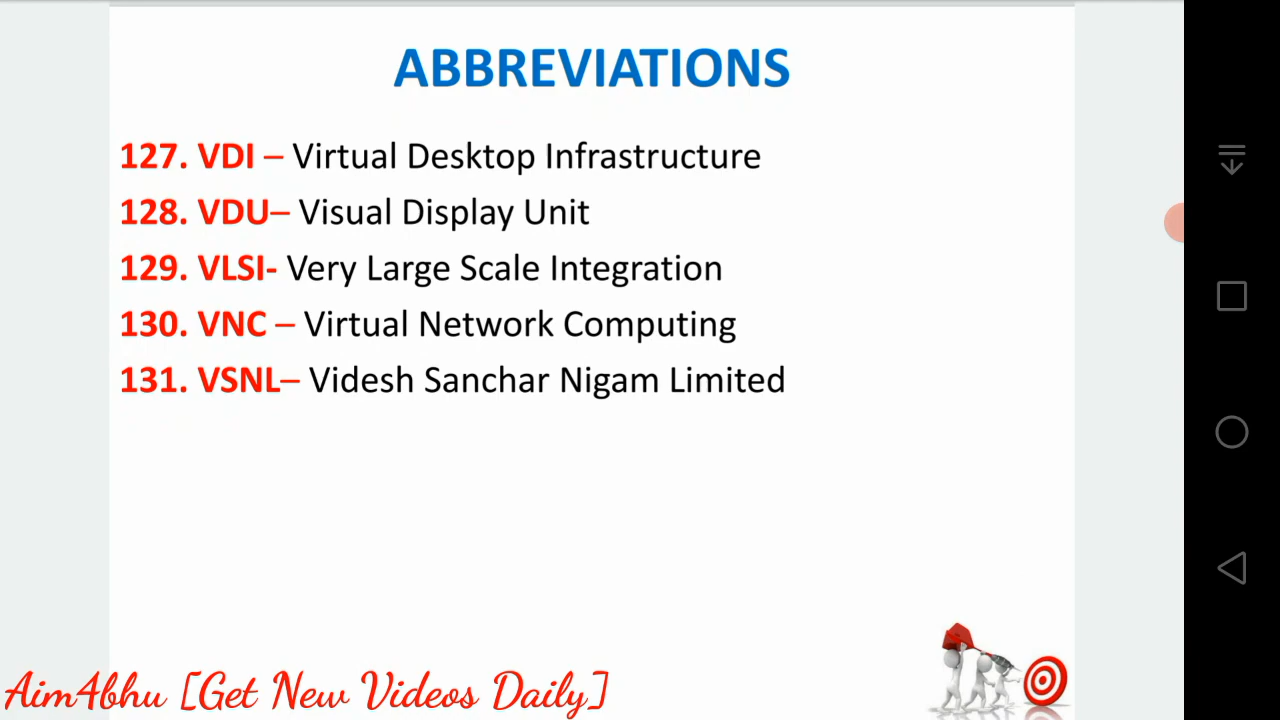 ABBREVIATIONS
127. VDI – Virtual Desktop Infrastructure
128. VDU– Visual Display Unit
129. VLSI- Very Large Scale Integration
130. VNC – Virtual Network Computing
131. VSNL– Videsh Sanchar Nigam Limited
Aim4bhu [Get New Videos Daily]